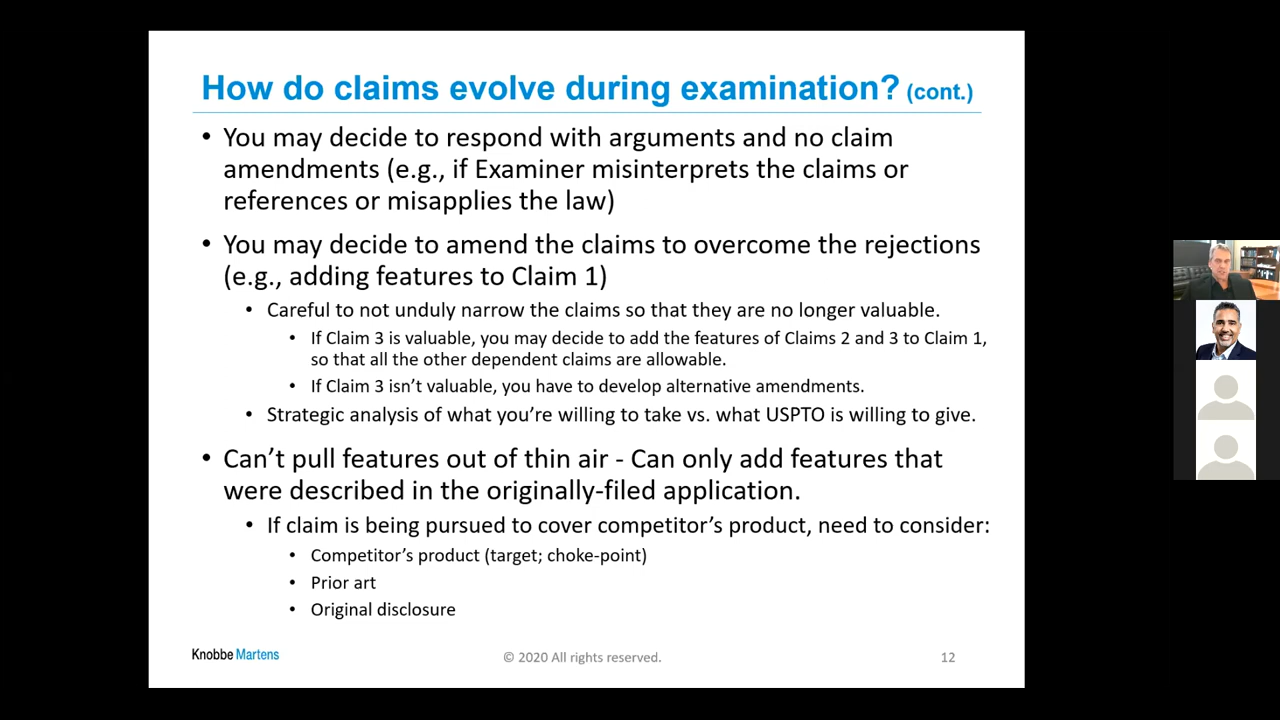 How do claims evolve during examination? (cont.)
• You may decide to respond with arguments and no claim
amendments (e.g., if Examiner misinterprets the claims or
references or misapplies the law)
• You may decide to amend the claims to overcome the rejections
(e.g., adding features to Claim 1)
• Careful to not unduly narrow the claims so that they are no longer valuable.
• If Claim 3 is valuable, you may decide to add the features of Claims 2 and 3 to Claim 1,
so that all the other dependent claims are allowable.
• If Claim 3 isn’t valuable, you have to develop alternative amendments.
• Strategic analysis of what you’re willing to take vs. what USPTO is willing to give.
• Can’t pull features out of thin air - Can only add features that
were described in the originally-filed application.
• If claim is being pursued to cover competitor’s product, need to consider:
• Competitor’s product (target; choke-point)
• Prior art
• Original disclosure
Knobbe Martens
© 2020 All rights reserved.
12